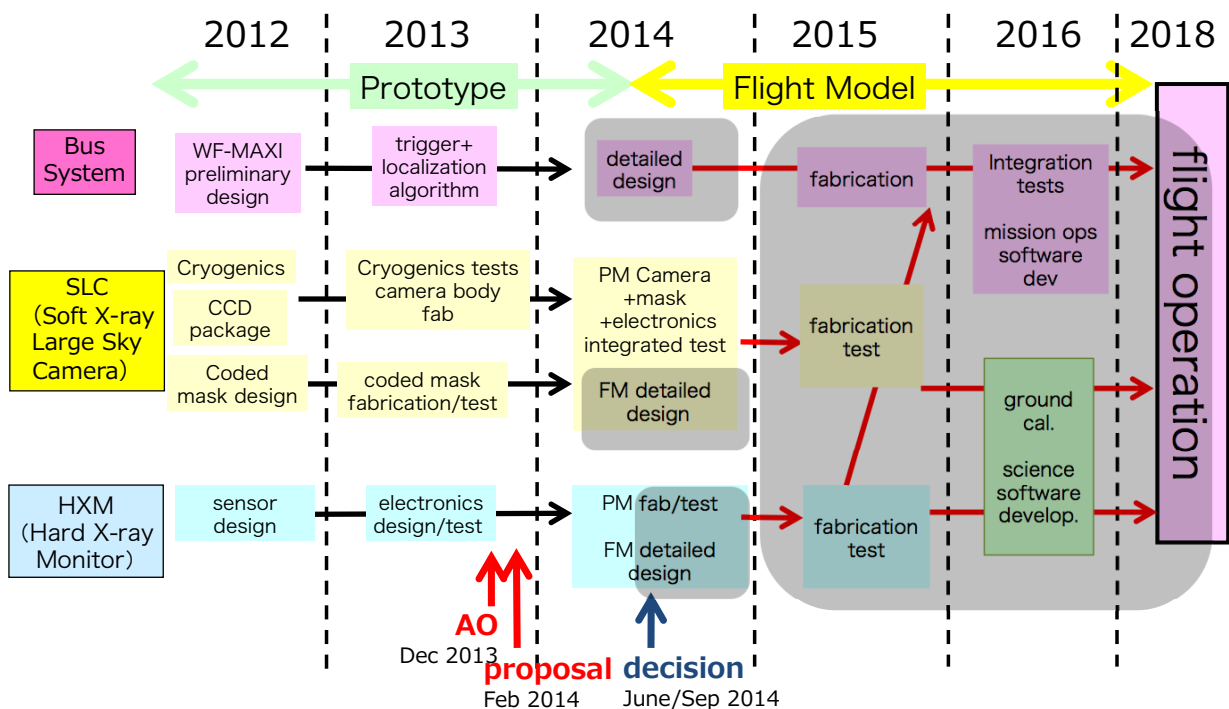 2012
2013
2014
2015
2016
2018
Prototype
Flight Model
Bus
System
WF-MAXI
preliminary
design
trigger+
localization
algorithm
detailed
design
fabrication
Integration
tests
mission ops
software
dev
flight operation
SLC
(Soft X-ray
Large Sky
Camera)
Cryogenics
CCD
package
Coded
mask design
Cryogenics tests
camera body
fab
coded mask
fabrication/test
PM Camera
+mask
+electronics
integrated test
FM detailed
design
fabrication
test
ground
cal.
science
software
develop.
HXM
(Hard X-ray
Monitor)
sensor
design
electronics
design/test
PM fab/test
FM detailed
design
fabrication
test
AO
Dec 2013
proposal
Feb 2014
decision
June/Sep 2014